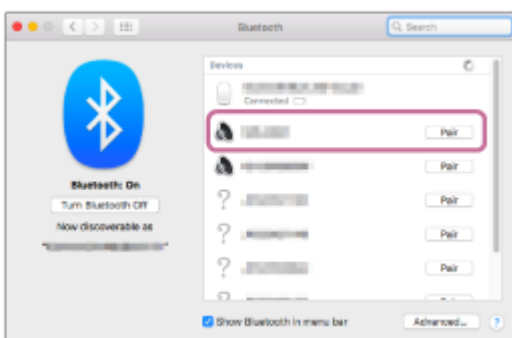 Bluetooth
Search
Devices
Connected
Pair
Pair
Bluetooth: On
Turn Bluetooth Off
Pair
Now discoverable as
Pair
Pair
Show Bluetooth in menu bar
Advanced...
?